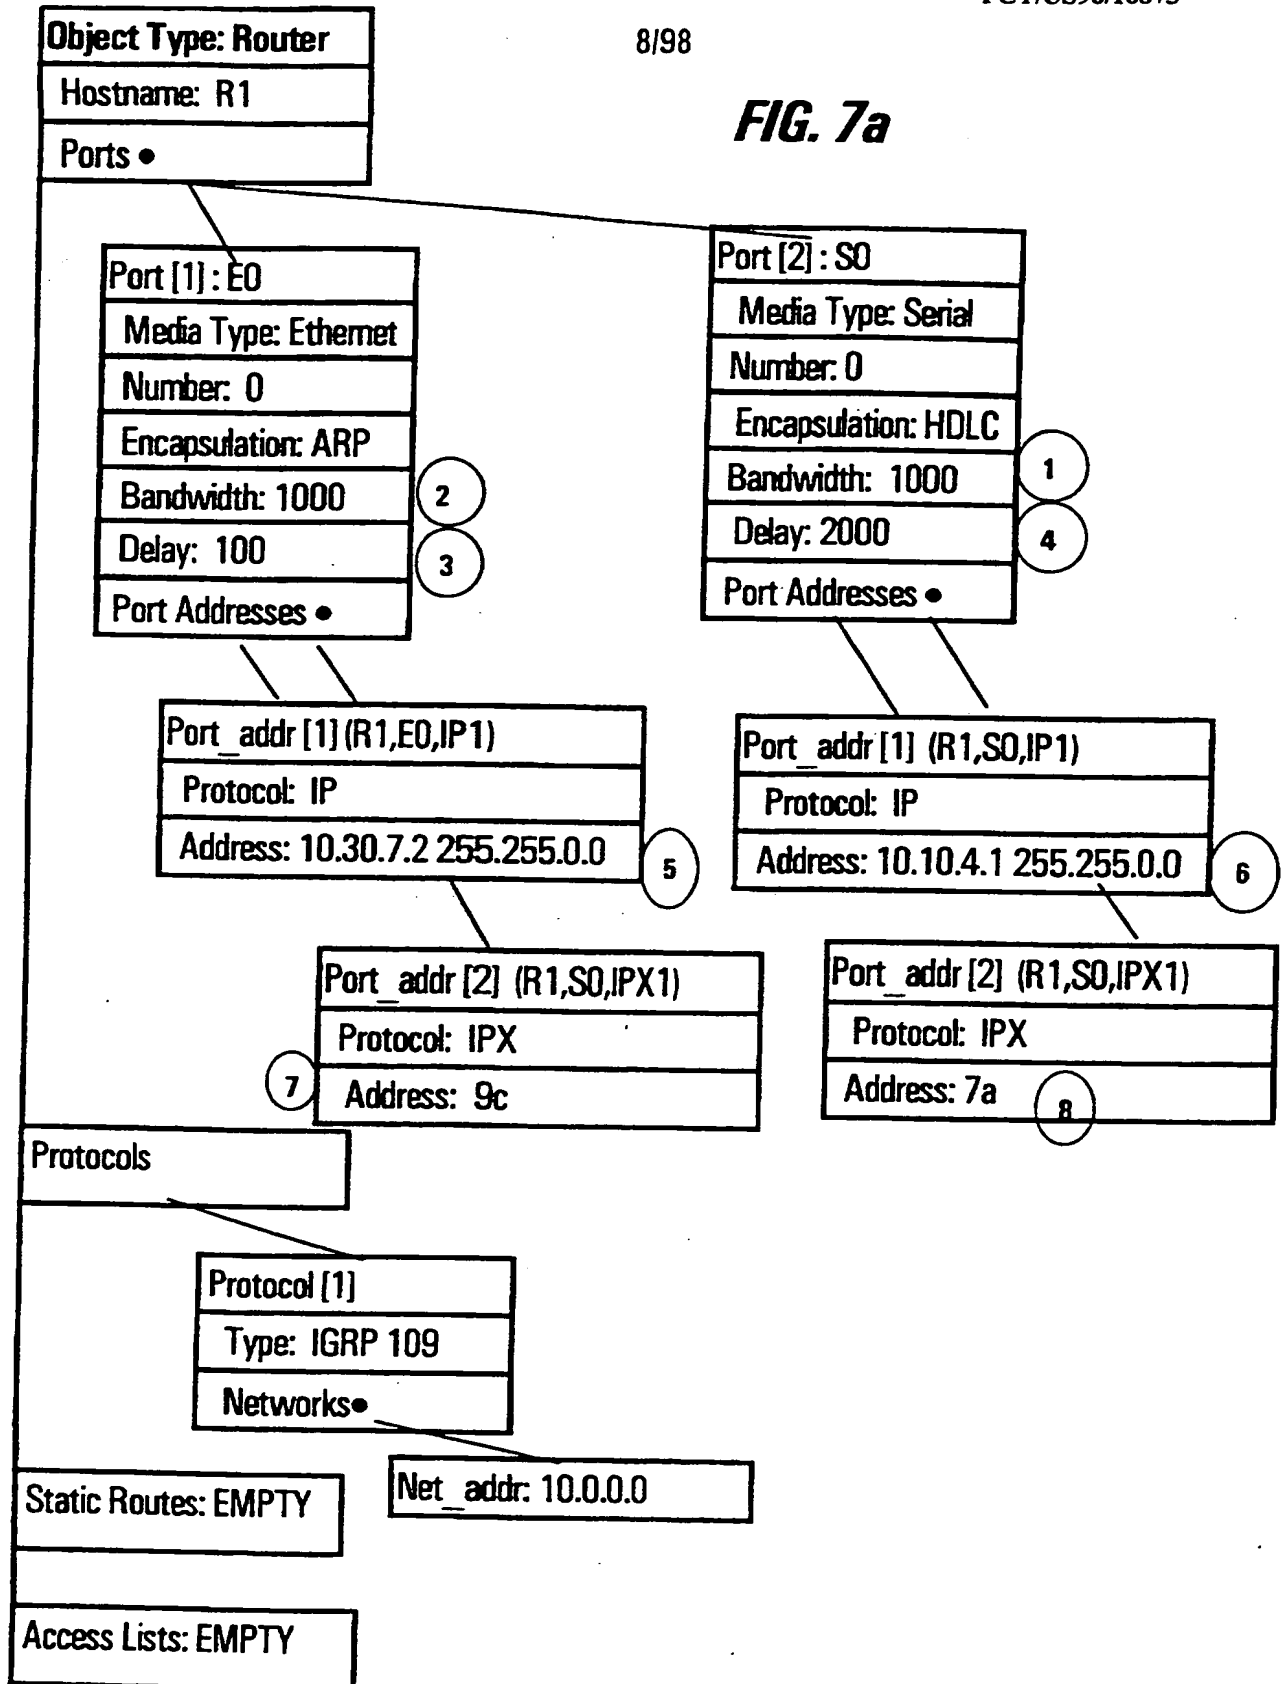 8/98
FIG. 7a
Object Type: Router
Hostname: R1
Ports •
Port [1] : E0
Media Type: Ethernet
Number: 0
Encapsulation: ARP
Bandwidth: 1000
2
Delay: 100
3
Port Addresses •
Port [2] : S0
Media Type: Serial
Number: 0
Encapsulation: HDLC
Bandwidth: 1000
1
Delay: 2000
4
Port Addresses •
Port_addr [1] (R1,E0,IP1)
Protocol: IP
Address: 10.30.7.2 255.255.0.0
5
Port_addr [1] (R1,S0,IP1)
Protocol: IP
Address: 10.10.4.1 255.255.0.0
6
Port_addr [2] (R1,S0,IPX1)
Protocol: IPX
7
Address: 9c
Port_addr [2] (R1,S0,IPX1)
Protocol: IPX
Address: 7a
8
Protocols
Protocol [1]
Type: IGRP 109
Networks•
Net_addr: 10.0.0.0
Static Routes: EMPTY
Access Lists: EMPTY